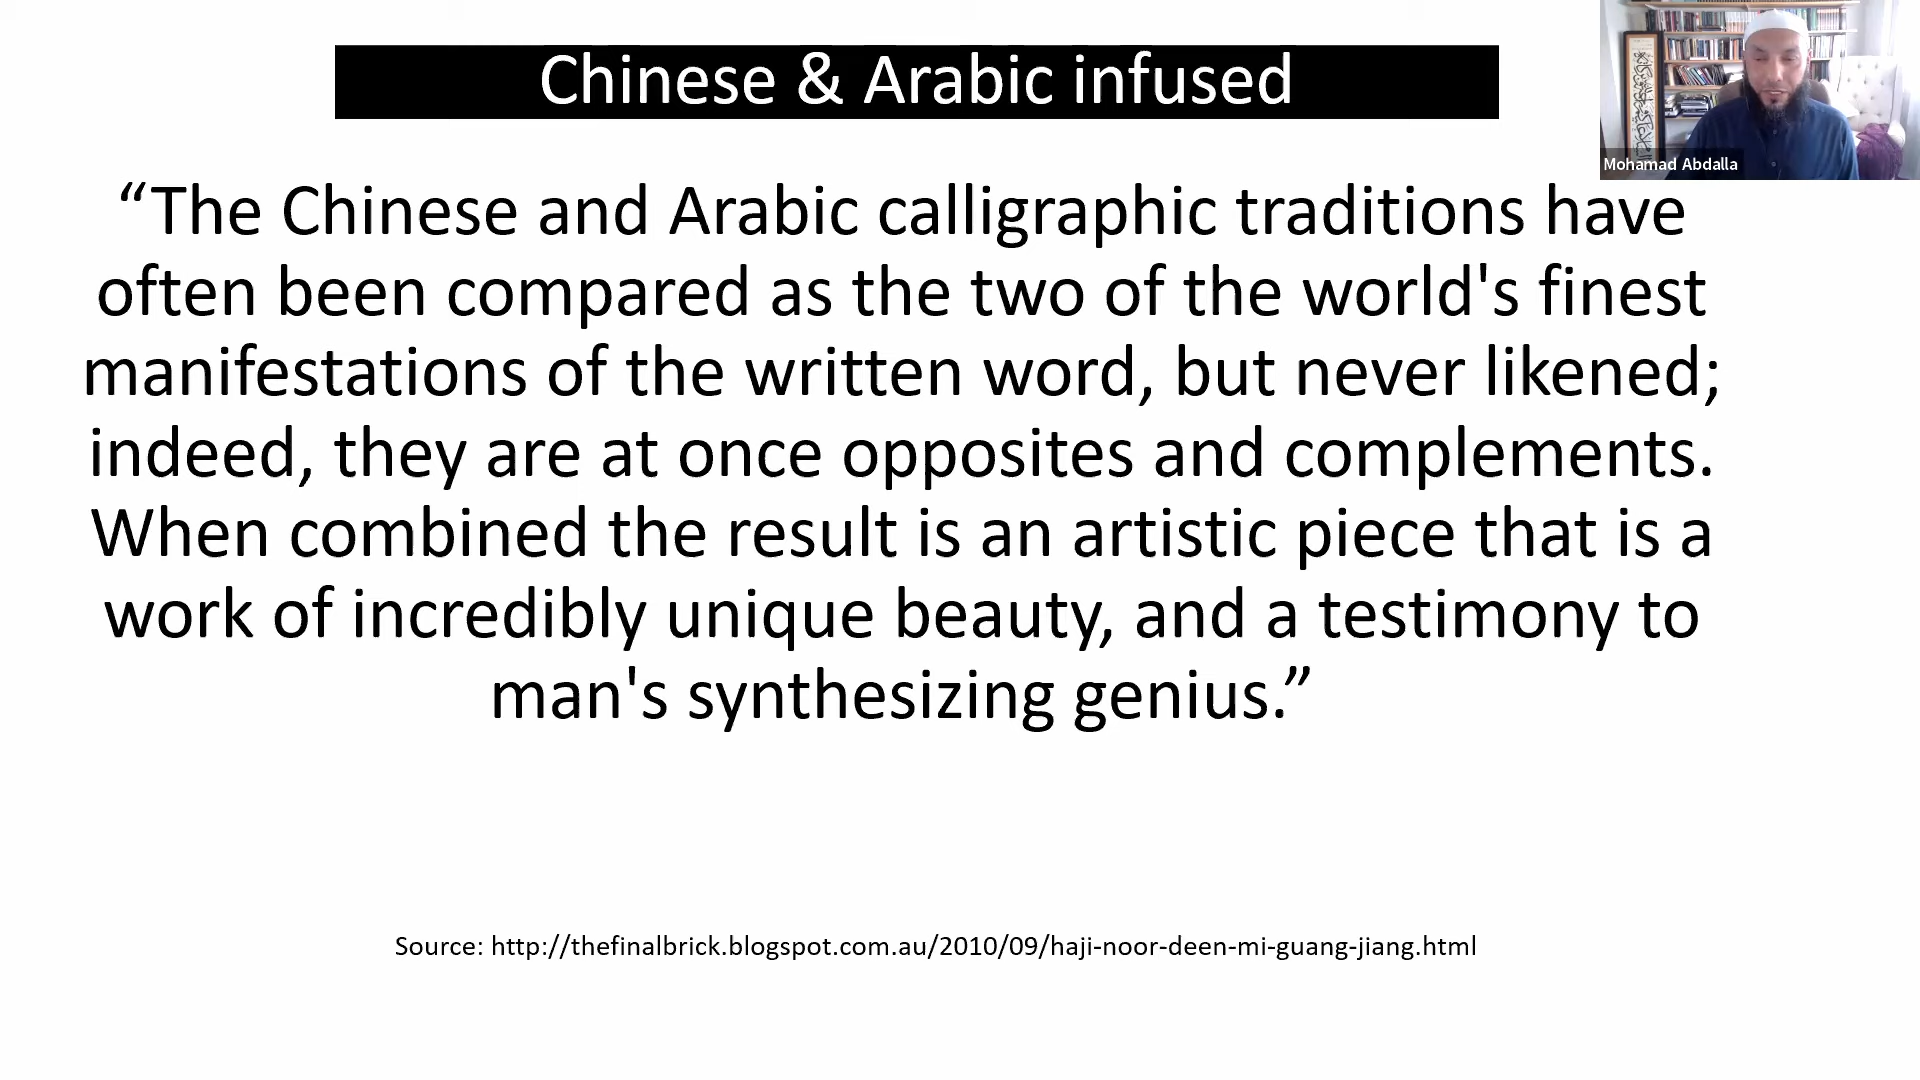 Chinese & Arabic infused
“The Chinese and Arabic calligraphic traditions have
often been compared as the two of the world's finest
manifestations of the written word, but never likened;
indeed, they are at once opposites and complements.
When combined the result is an artistic piece that is a
work of incredibly unique beauty, and a testimony to
man's synthesizing genius.”
Source: http://thefinalbrick.blogspot.com.au/2010/09/haji-noor-deen-mi-guang-jiang.html
Mohamad Abdalla